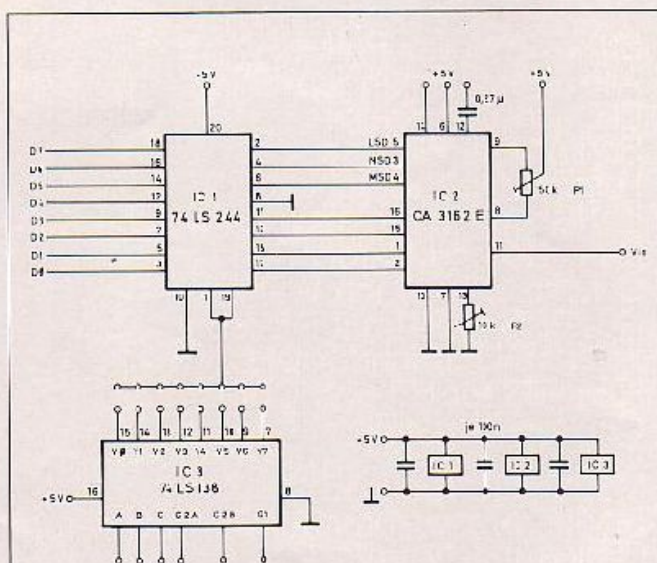 -5V
+5V
+5V
0,27µ
20
10
6
12
D7
18
2
LSD 5
9
D6
16
4
NSD 3
D5
14
6
MSD 4
D4
12
IC 1
8
IC 2
50k P1
D3
9
74 LS 244
11
16
CA 3162 E
8
D2
7
15
D1
5
15
1
11
Vin
D0
3
2
10
1
19
7
13
10k P2
15
14
13
12
11
10
9
7
je 100n
Y0
Y1
Y2
Y3
Y4
Y5
Y6
Y7
+5V
IC 1
IC 2
IC 3
IC 3
+5V
16
74 LS 138
8
A
B
C
G2A
G2B
G1